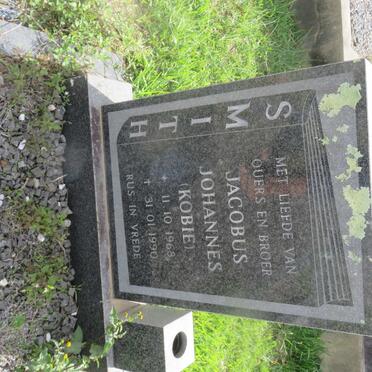 MET LIEFDE VAN
OUERS EN BROER
SMITH
JACOBUS
JOHANNES
(KOBIE)
* 11.10.1968
† 31.01.1990
RUS IN VREDE